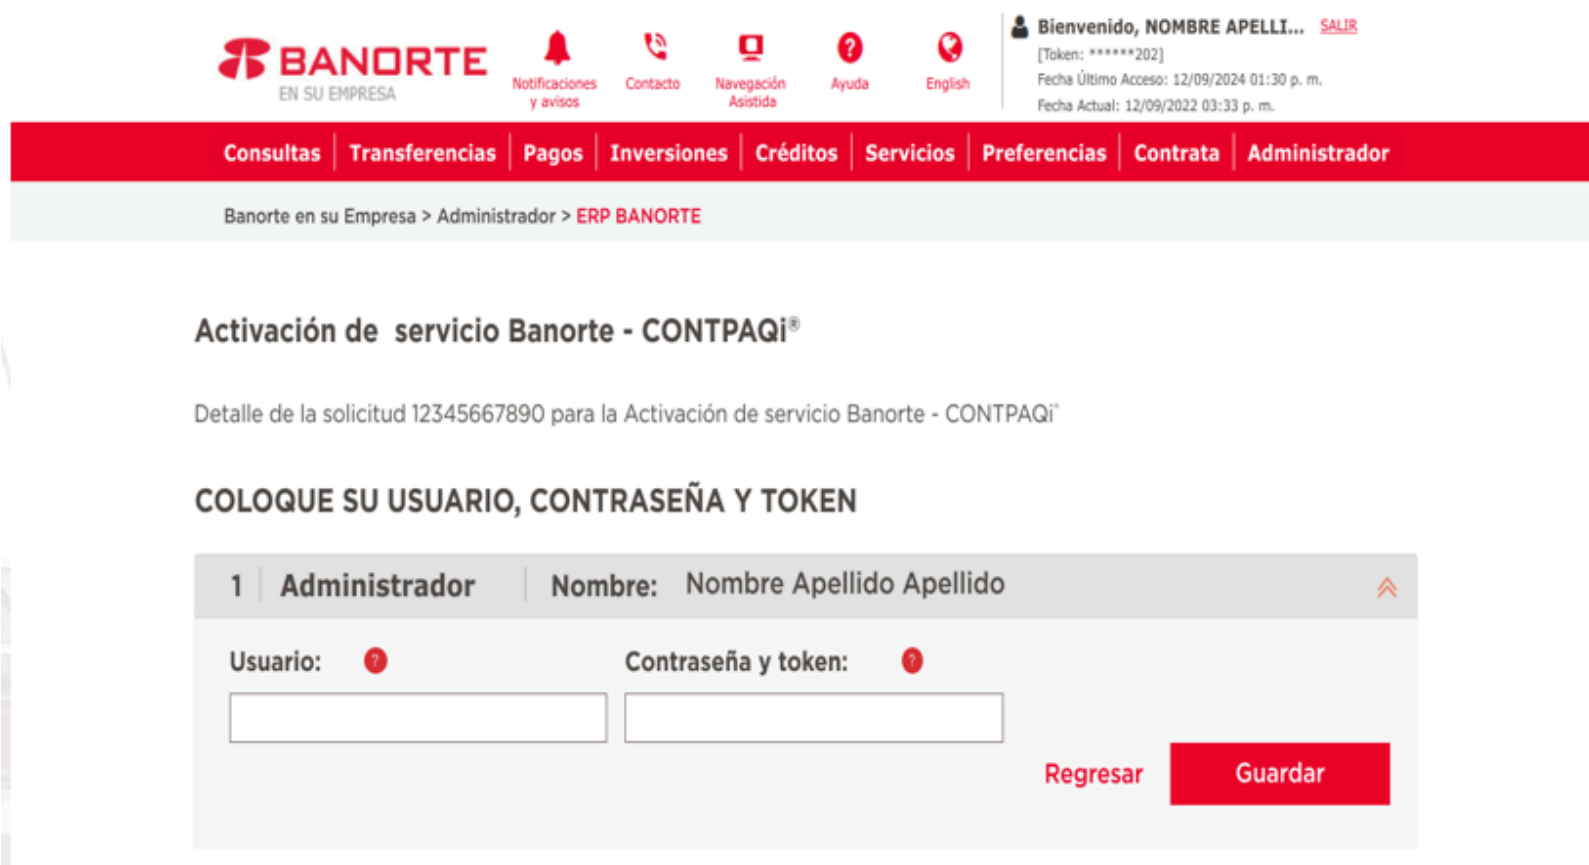 BANORTE
EN SU EMPRESA
Notificaciones
y avisos
Contacto
Navegación
Asistida
?
Ayuda
English
Bienvenido, NOMBRE APELLI... SALIR
[Token: ******202]
Fecha Último Acceso: 12/09/2024 01:30 p. m.
Fecha Actual: 12/09/2022 03:33 p. m.
Consultas Transferencias Pagos Inversiones Créditos Servicios Preferencias Contrata Administrador
Banorte en su Empresa > Administrador > ERP BANORTE
Activación de servicio Banorte - CONTPAQi®
Detalle de la solicitud 12345667890 para la Activación de servicio Banorte - CONTPAQi®
COLOQUE SU USUARIO, CONTRASEÑA Y TOKEN
1 Administrador Nombre: Nombre Apellido Apellido
Usuario: ? Contraseña y token: ?
Regresar Guardar